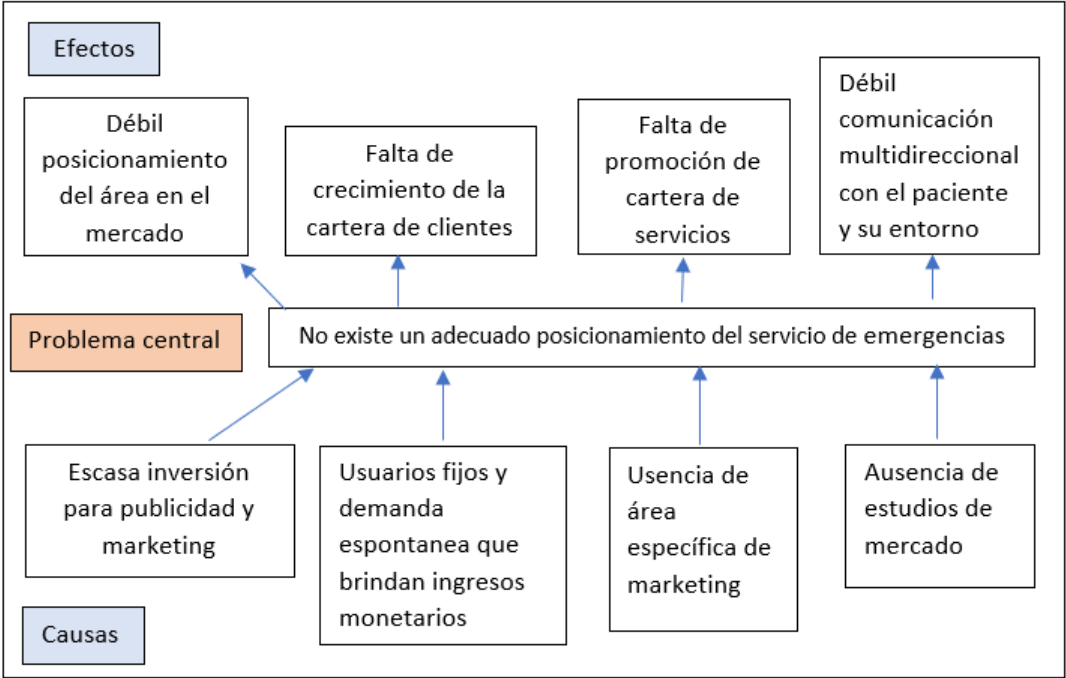 Efectos
Débil
posicionamiento
del área en el
mercado
Falta de
crecimiento de la
cartera de clientes
Falta de
promoción de
cartera de
servicios
Débil
comunicación
multidireccional
con el paciente
y su entorno
Problema central
No existe un adecuado posicionamiento del servicio de emergencias
Escasa inversión
para publicidad y
marketing
Usuarios fijos y
demanda
espontanea que
brindan ingresos
monetarios
Usencia de
área
específica de
marketing
Ausencia de
estudios de
mercado
Causas